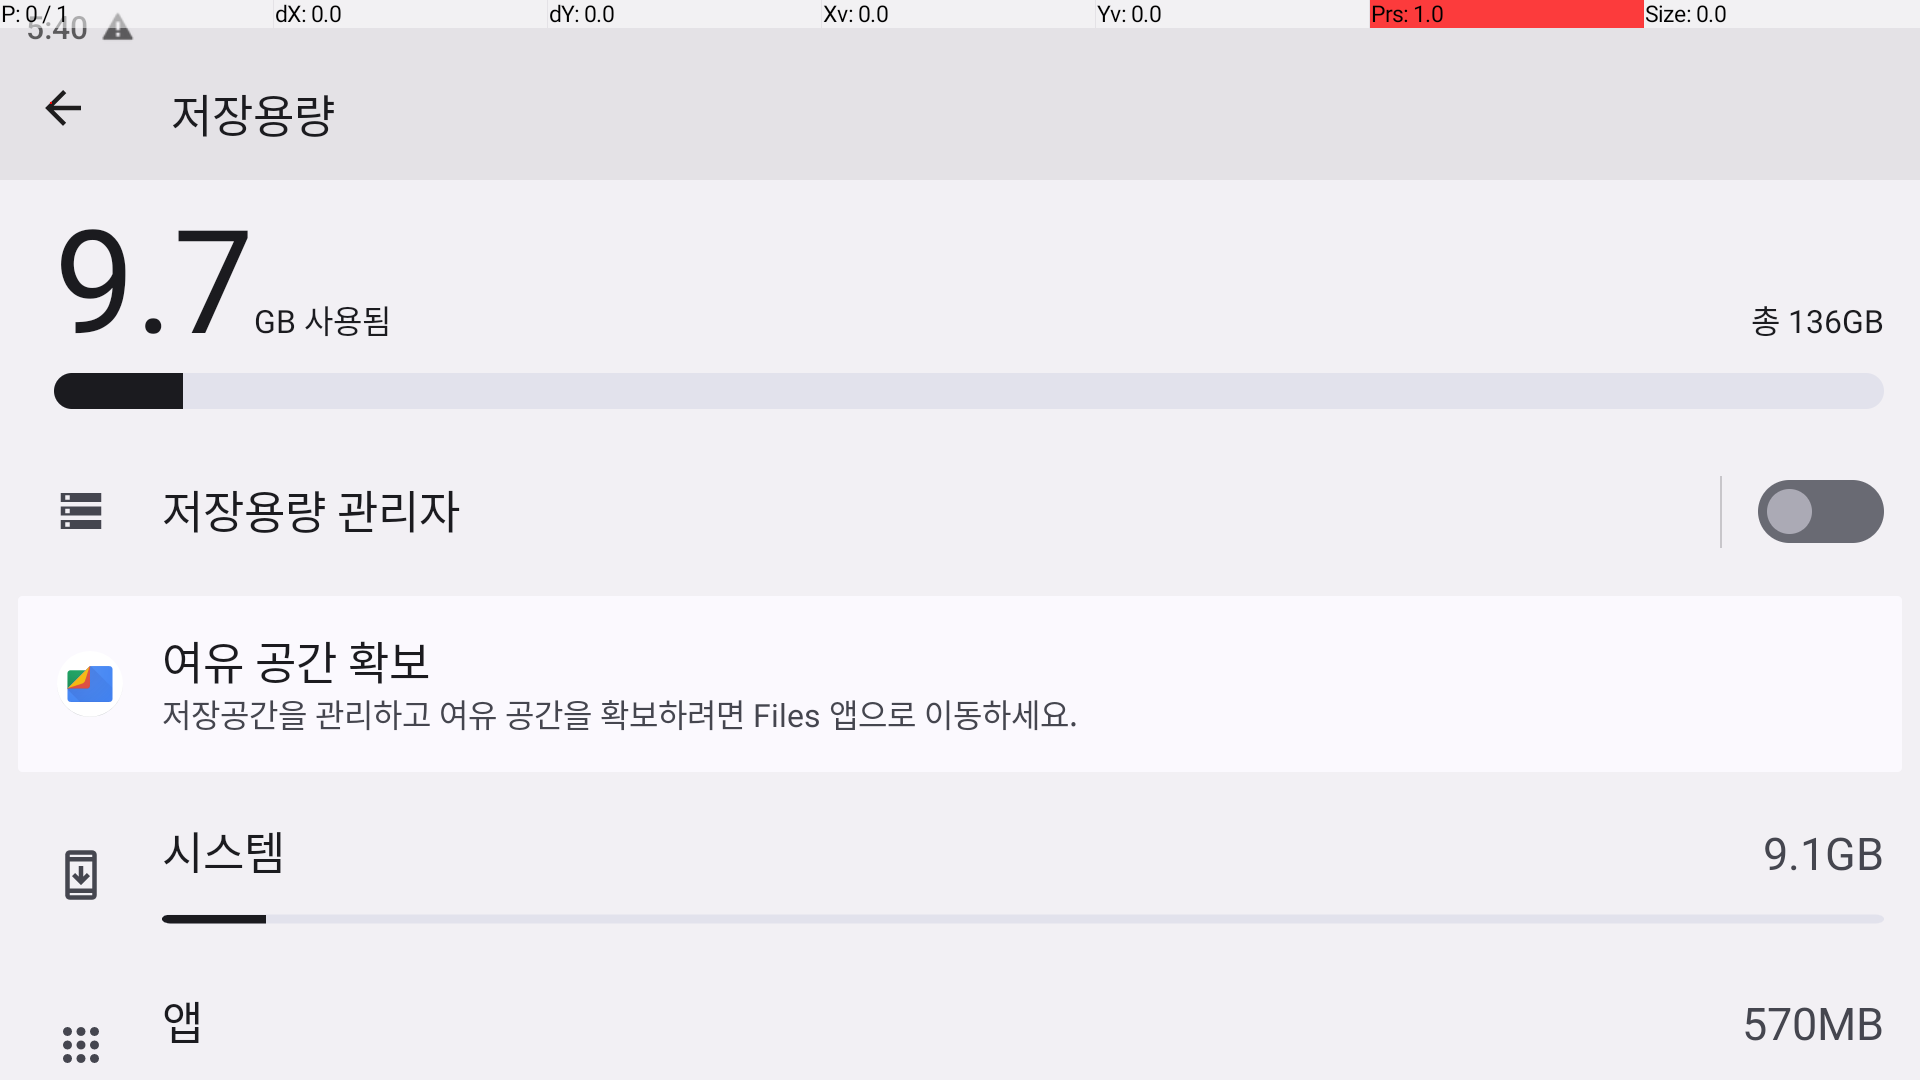 P: 0 / 1 dX: 0.0 dY: 0.0 Xv: 0.0 Yv: 0.0 Prs: 1.0 Size: 0.0
5:40
저장용량
9.7 GB 사용됨 총 136GB
저장용량 관리자
여유 공간 확보
저장공간을 관리하고 여유 공간을 확보하려면 Files 앱으로 이동하세요.
시스템 9.1GB
앱 570MB